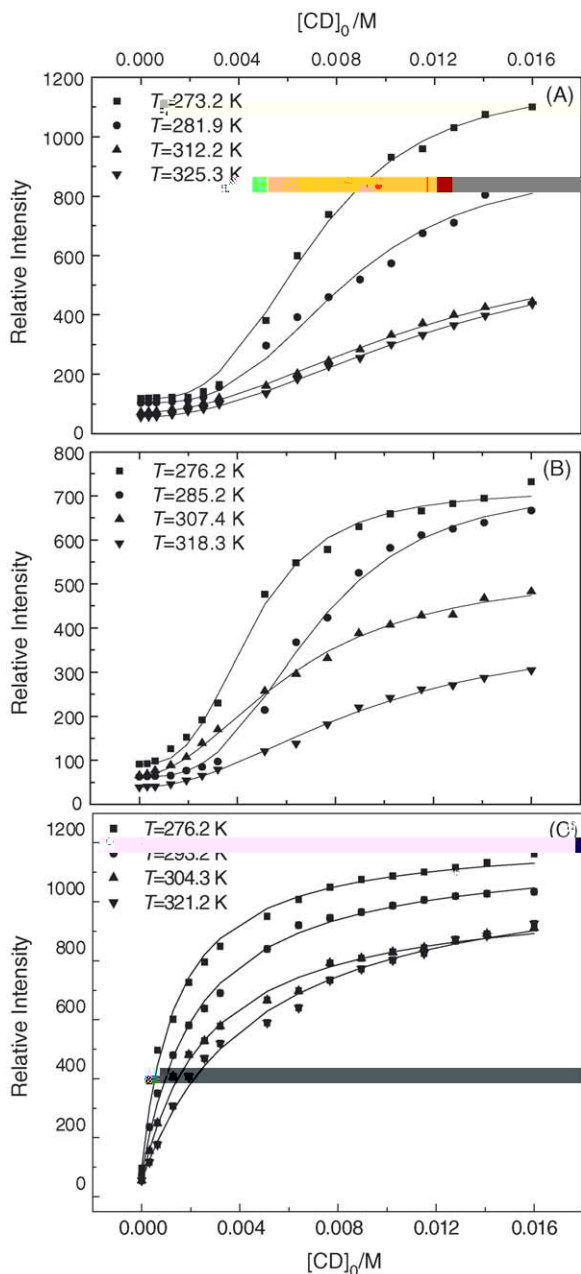 [CD]0/M
0.000 0.004 0.008 0.012 0.016
(A)
1200
1000
800
600
400
200
0
Relative Intensity
T=273.2 K
T=281.9 K
T=312.2 K
T=325.3 K
(B)
800
700
600
500
400
300
200
100
0
Relative Intensity
T=276.2 K
T=285.2 K
T=307.4 K
T=318.3 K
(C)
1200
1000
800
600
400
200
0
Relative Intensity
T=276.2 K
T=293.2 K
T=304.3 K
T=321.2 K
0.000 0.004 0.008 0.012 0.016
[CD]0/M